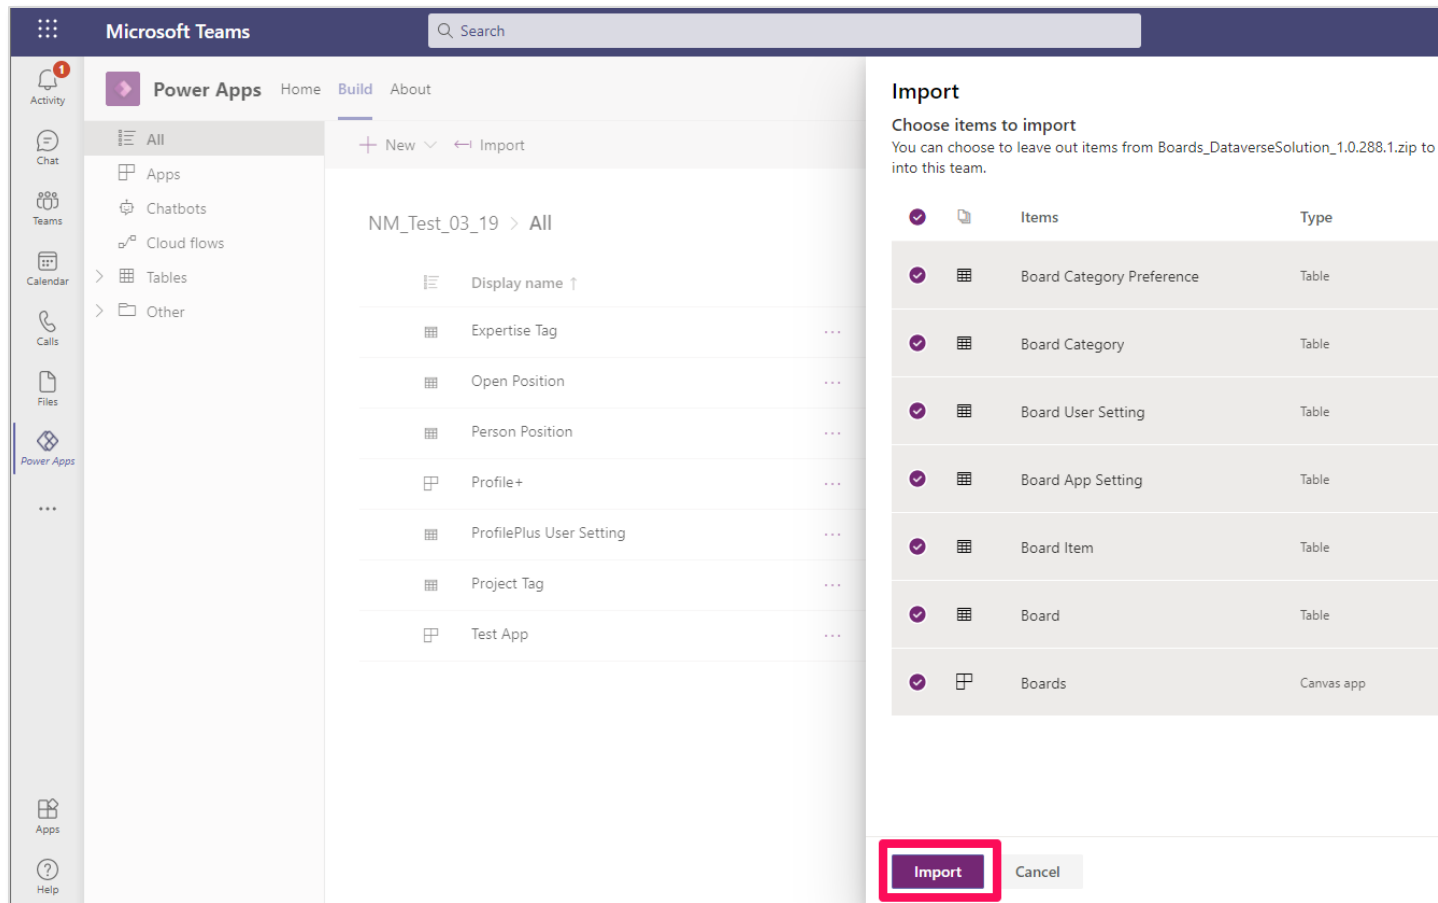 Microsoft Teams
Search
1
Activity
Chat
Teams
Calendar
Calls
Files
Power Apps
...
Apps
Help
Power Apps Home Build About
All
Apps
Chatbots
Cloud flows
Tables
Other
New Import
NM_Test_03_19 > All
Display name ↑
Expertise Tag ...
Open Position ...
Person Position ...
Profile+ ...
ProfilePlus User Setting ...
Project Tag ...
Test App ...
Import
Choose items to import
You can choose to leave out items from Boards_DataverseSolution_1.0.288.1.zip to
into this team.
Items Type
Board Category Preference Table
Board Category Table
Board User Setting Table
Board App Setting Table
Board Item Table
Board Table
Boards Canvas app
Import Cancel